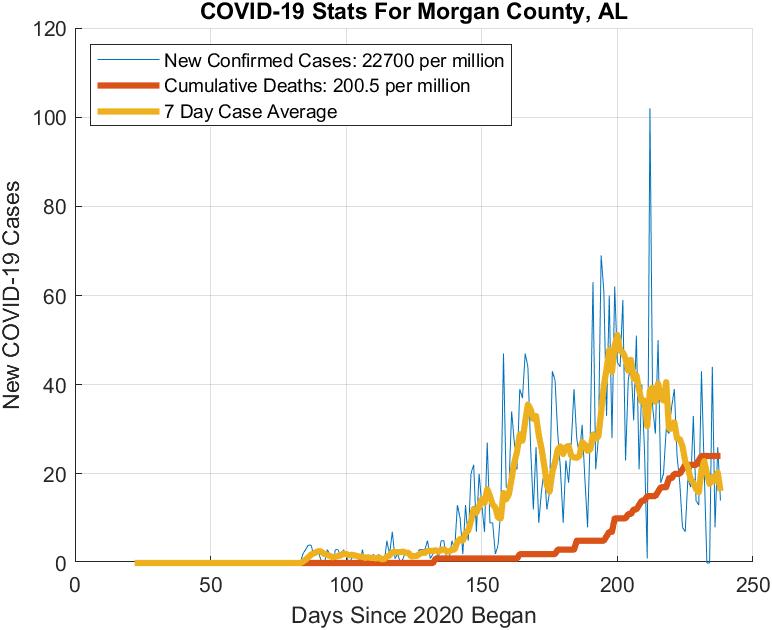 COVID-19 Stats For Morgan County, AL
120
100
80
60
40
20
0
New COVID-19 Cases
New Confirmed Cases: 22700 per million
Cumulative Deaths: 200.5 per million
7 Day Case Average
0 50 100 150 200 250
Days Since 2020 Began